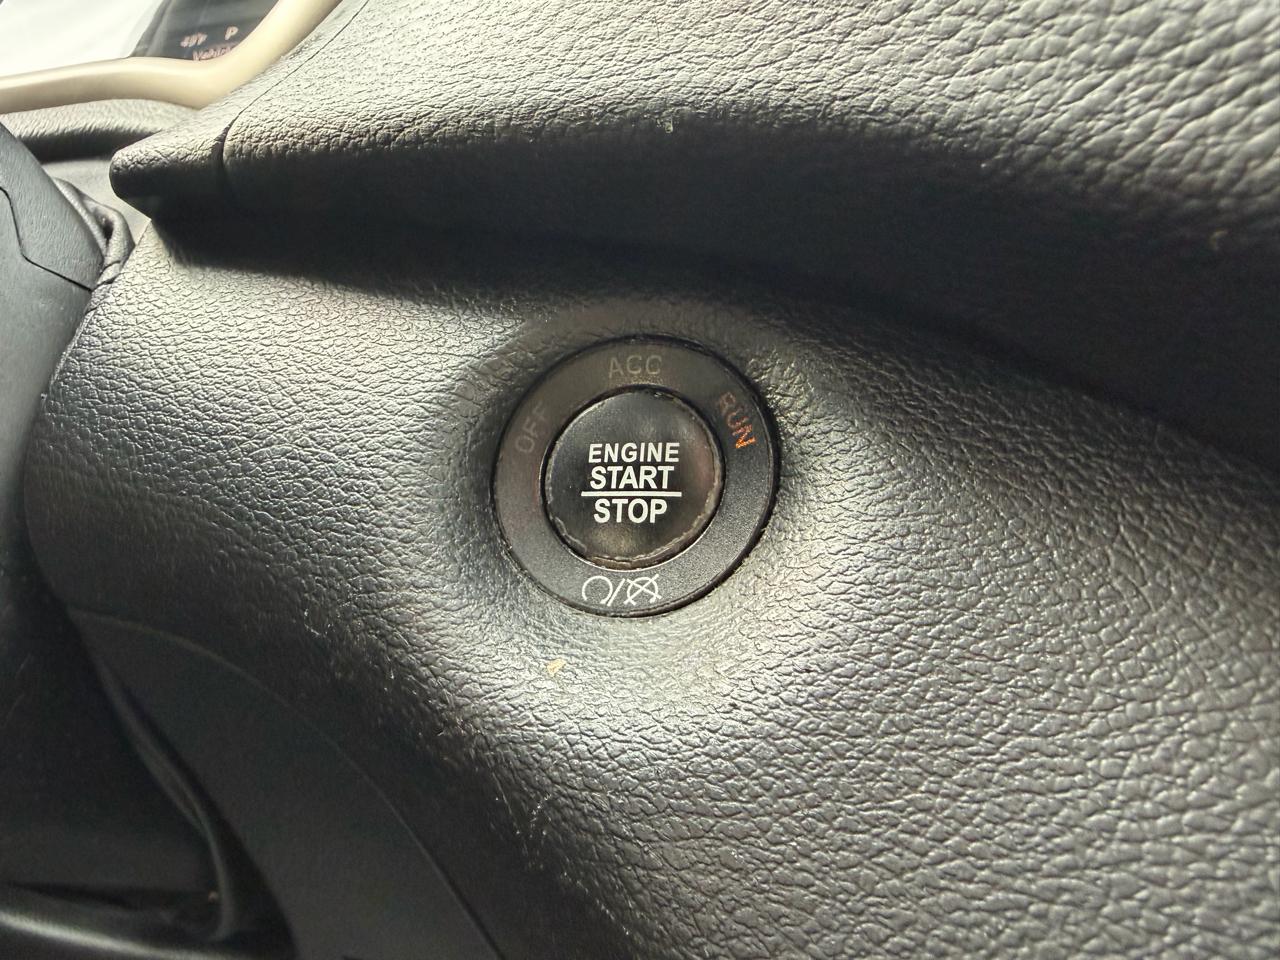 P
ACC
OFF
RUN
ENGINE
START
STOP